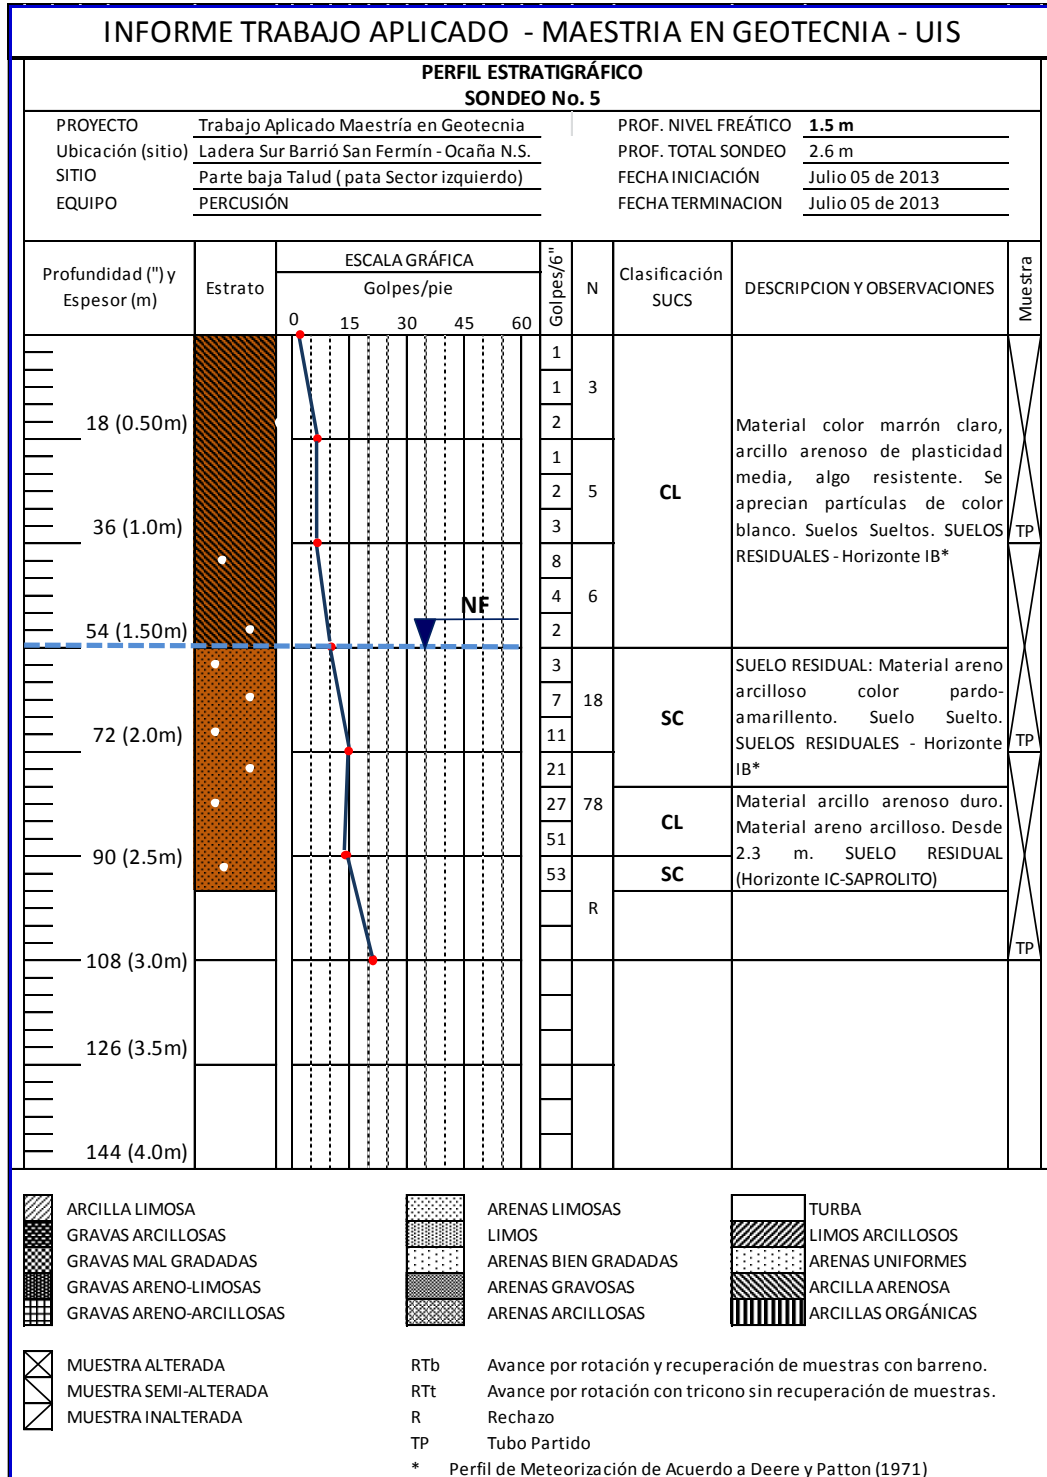 INFORME TRABAJO APLICADO - MAESTRIA EN GEOTECNIA - UIS
PERFIL ESTRATIGRÁFICO
SONDEO No. 5
PROYECTO Trabajo Aplicado Maestría en Geotecnia PROF. NIVEL FREÁTICO 1.5 m
Ubicación (sitio) Ladera Sur Barrió San Fermín - Ocaña N.S. PROF. TOTAL SONDEO 2.6 m
SITIO Parte baja Talud ( pata Sector izquierdo) FECHA INICIACIÓN Julio 05 de 2013
EQUIPO PERCUSIÓN FECHA TERMINACION Julio 05 de 2013
Profundidad (") y
Espesor (m)
Estrato
ESCALA GRÁFICA
Golpes/pie
0 15 30 45 60
Golpes/6"
N
Clasificación
SUCS
DESCRIPCION Y OBSERVACIONES
Muestra
18 (0.50m)
36 (1.0m)
54 (1.50m)
72 (2.0m)
90 (2.5m)
108 (3.0m)
126 (3.5m)
144 (4.0m)
NF
1
1
2
1
2
3
8
4
2
3
7
11
21
27
51
53
3
5
6
18
78
R
CL
SC
CL
SC
Material color marrón claro,
arcillo arenoso de plasticidad
media, algo resistente. Se
aprecian partículas de color
blanco. Suelos Sueltos. SUELOS
RESIDUALES - Horizonte IB*
SUELO RESIDUAL: Material areno
arcilloso color pardo-
amarillento. Suelo Suelto.
SUELOS RESIDUALES - Horizonte
IB*
Material arcillo arenoso duro.
Material areno arcilloso. Desde
2.3 m. SUELO RESIDUAL
(Horizonte IC-SAPROLITO)
TP
TP
TP
ARCILLA LIMOSA ARENAS LIMOSAS TURBA
GRAVAS ARCILLOSAS LIMOS LIMOS ARCILLOSOS
GRAVAS MAL GRADADAS ARENAS BIEN GRADADAS ARENAS UNIFORMES
GRAVAS ARENO-LIMOSAS ARENAS GRAVOSAS ARCILLA ARENOSA
GRAVAS ARENO-ARCILLOSAS ARENAS ARCILLOSAS ARCILLAS ORGÁNICAS
MUESTRA ALTERADA RTb Avance por rotación y recuperación de muestras con barreno.
MUESTRA SEMI-ALTERADA RTt Avance por rotación con tricono sin recuperación de muestras.
MUESTRA INALTERADA R Rechazo
TP Tubo Partido
* Perfil de Meteorización de Acuerdo a Deere y Patton (1971)